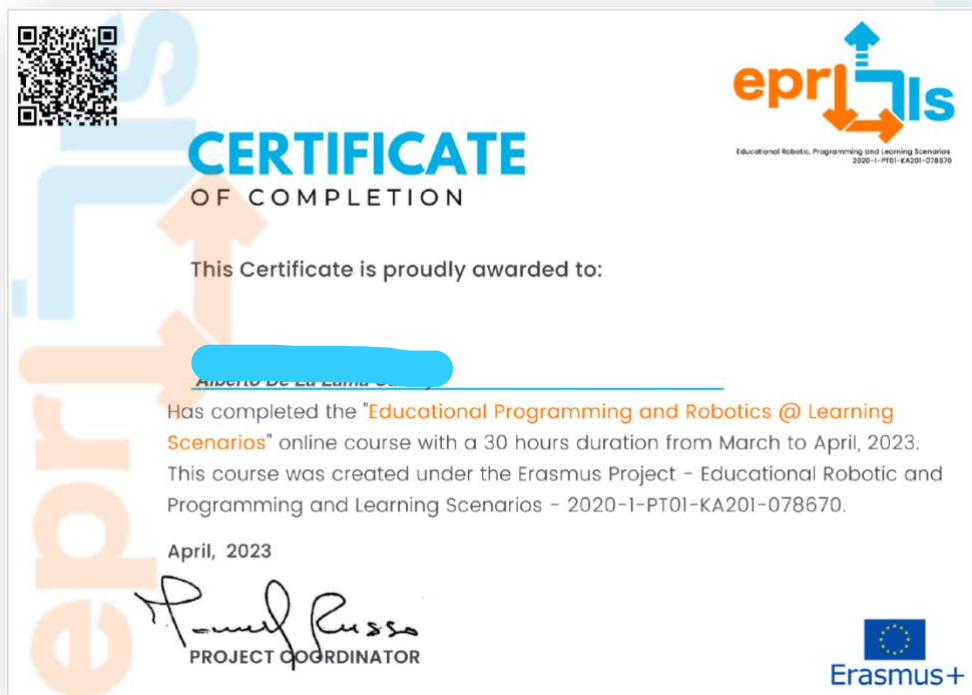 eprls
Educational Robotic, Programming and Learning Scenarios
2020-1-PT01-KA201-078670
CERTIFICATE
OF COMPLETION
This Certificate is proudly awarded to:
Has completed the "Educational Programming and Robotics @ Learning
Scenarios" online course with a 30 hours duration from March to April, 2023.
This course was created under the Erasmus Project - Educational Robotic and
Programming and Learning Scenarios - 2020-1-PT01-KA201-078670.
April, 2023
Russo
PROJECT COORDINATOR
Erasmus+